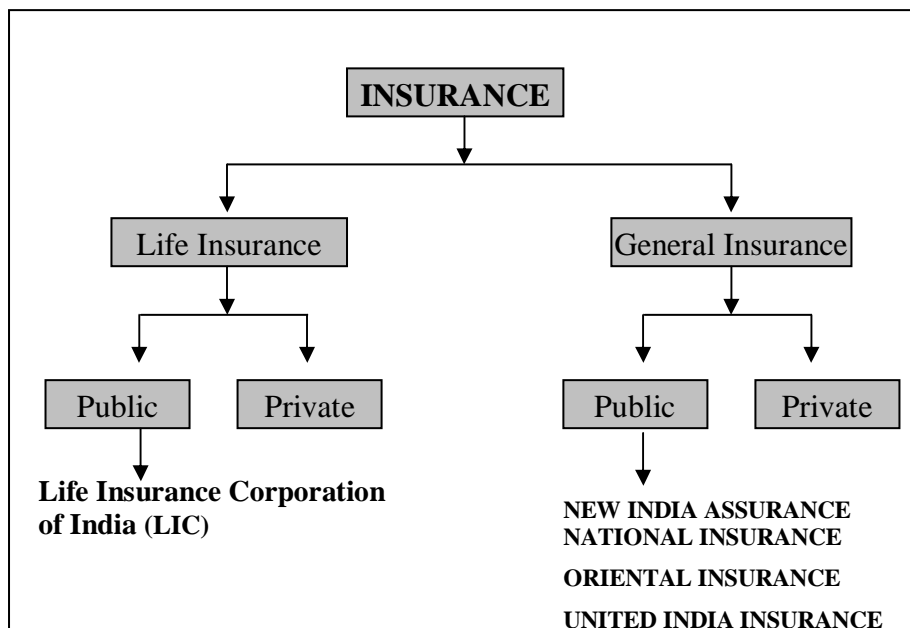 INSURANCE
Life Insurance
General Insurance
Public
Private
Public
Private
Life Insurance Corporation
of India (LIC)
NEW INDIA ASSURANCE
NATIONAL INSURANCE
ORIENTAL INSURANCE
UNITED INDIA INSURANCE